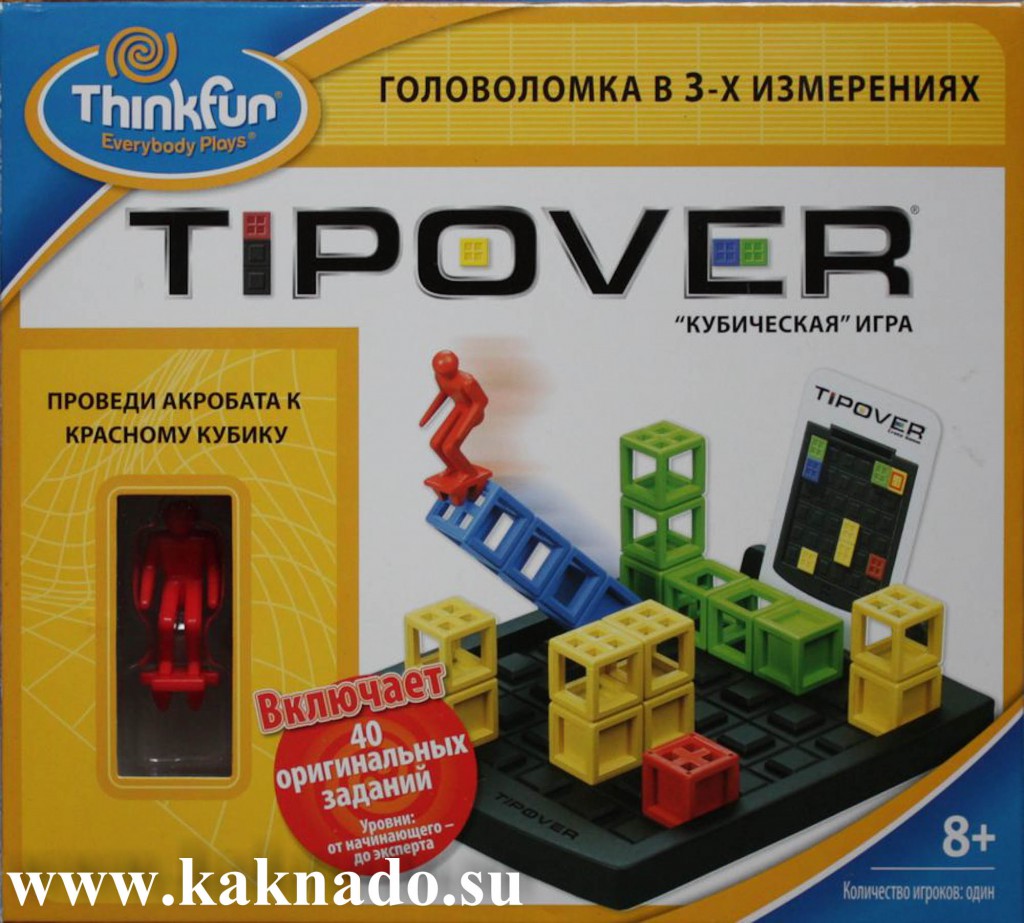 Thinkfun®
Everybody Plays®
ГОЛОВОЛОМКА В 3-Х ИЗМЕРЕНИЯХ
TIPOVER®
“КУБИЧЕСКАЯ” ИГРА
ПРОВЕДИ АКРОБАТА К
КРАСНОМУ КУБИКУ
TIPOVER
Включает
40
оригинальных
заданий
Уровни:
от начинающего –
до эксперта
TIPOVER
8+
Количество игроков: один
www.kaknado.su